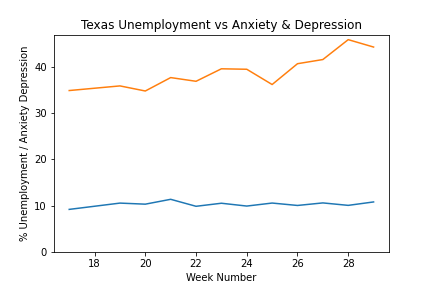 Texas Unemployment vs Anxiety & Depression
% Unemployment / Anxiety Depression
40
30
20
10
0
18 20 22 24 26 28
Week Number